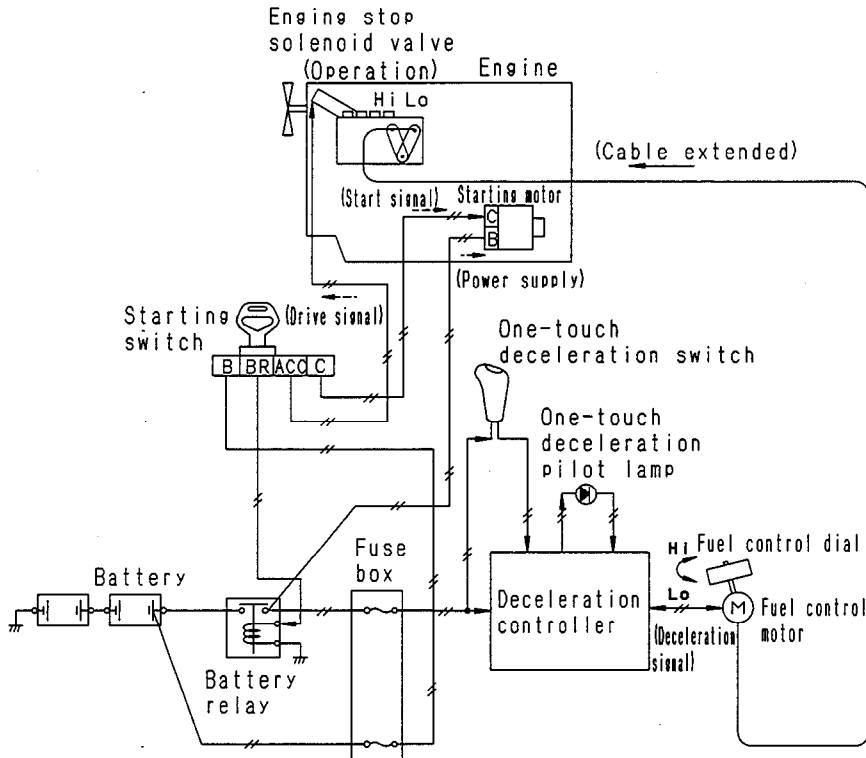 Engine stop
solenoid valve
(Operation)
Engine
Hi Lo
(Cable extended)
(Start signal)
Starting motor
C
B
(Power supply)
Starting
switch
(Drive signal)
B BR ACC C
One-touch
deceleration switch
One-touch
deceleration
pilot lamp
Fuse
box
Battery
Battery
relay
Deceleration
controller
Hi
Lo
Fuel control dial
M
Fuel control
motor
(Deceleration
signal)